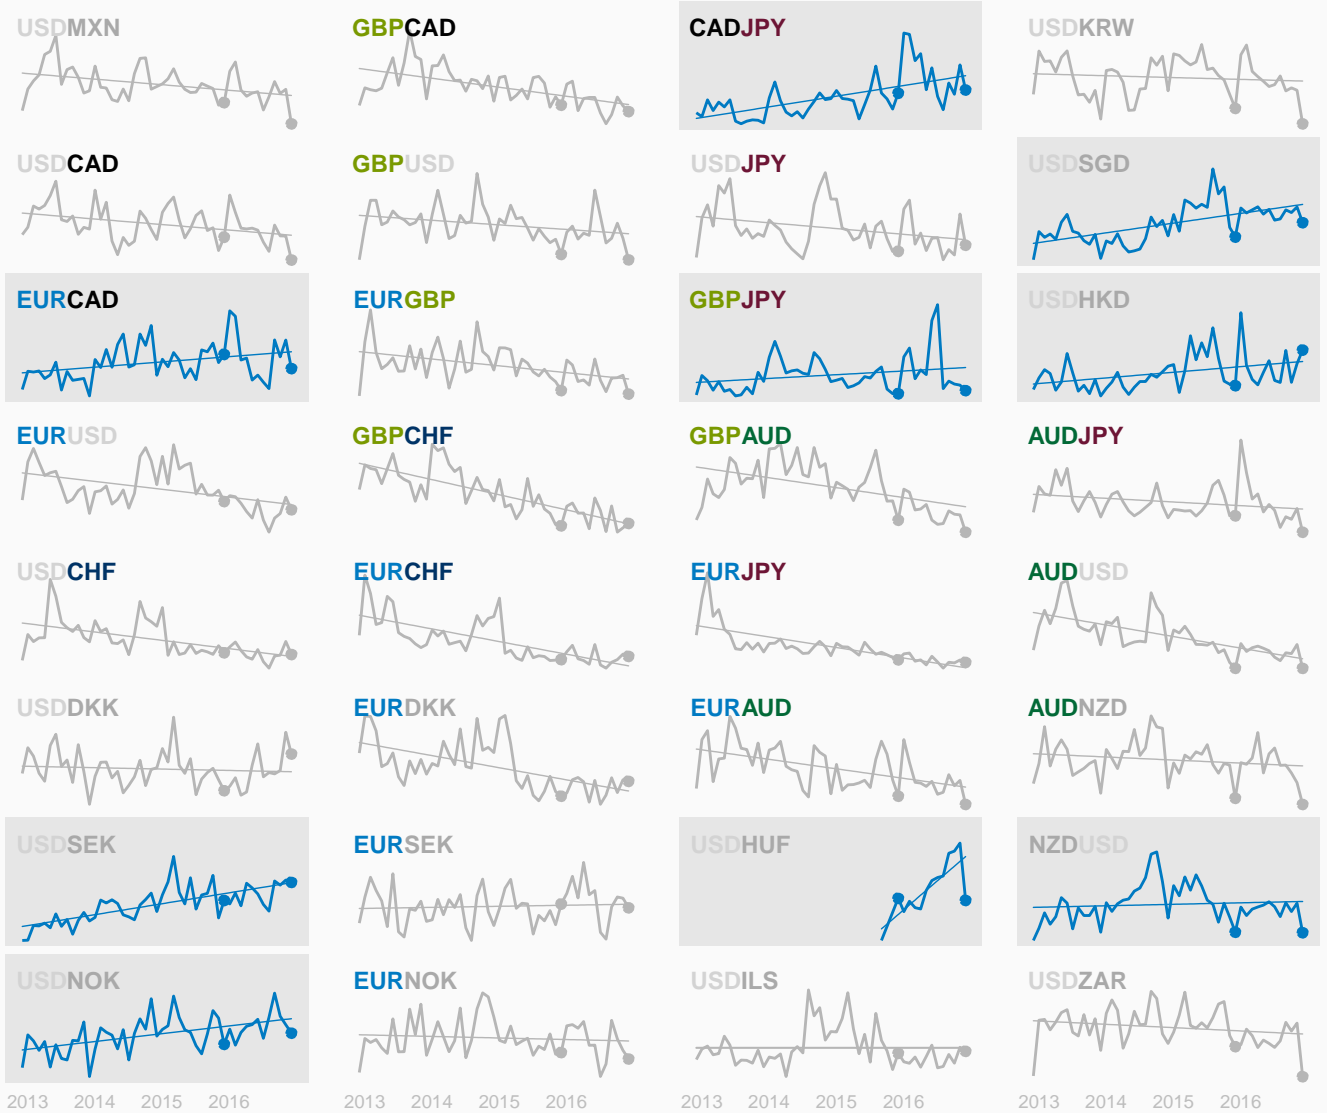 USDMXN GBPCAD CADJPY USDKRW
USDCAD GBPUSD USDJPY USDSGD
EURCAD EURGBP GBPJPY USDHKD
EURUSD GBPCHF GBPAUD AUDJPY
USDCHF EURCHF EURJPY AUDUSD
USDDKK EURDKK EURAUD AUDNZD
USDSEK EURSEK USDHUF NZDUSD
USDNOK EURNOK USDILS USDZAR
2013 2014 2015 2016 2013 2014 2015 2016 2013 2014 2015 2016 2013 2014 2015 2016